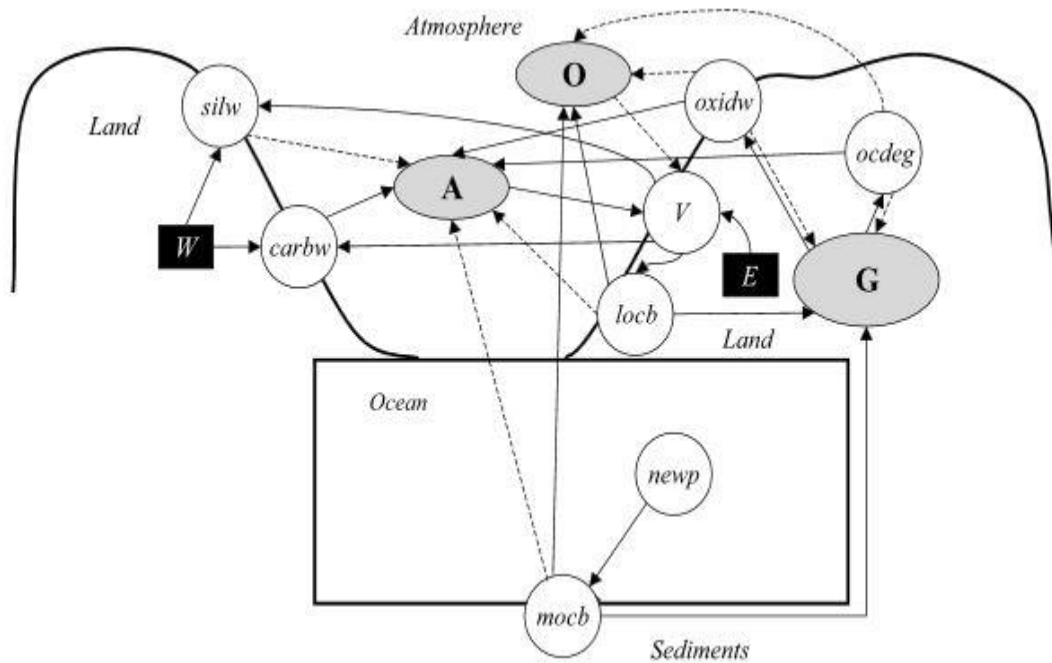 Atmosphere
O
silw
oxidw
Land
ocdeg
A
V
W
carbw
E
G
locb
Land
Ocean
newp
mocb
Sediments